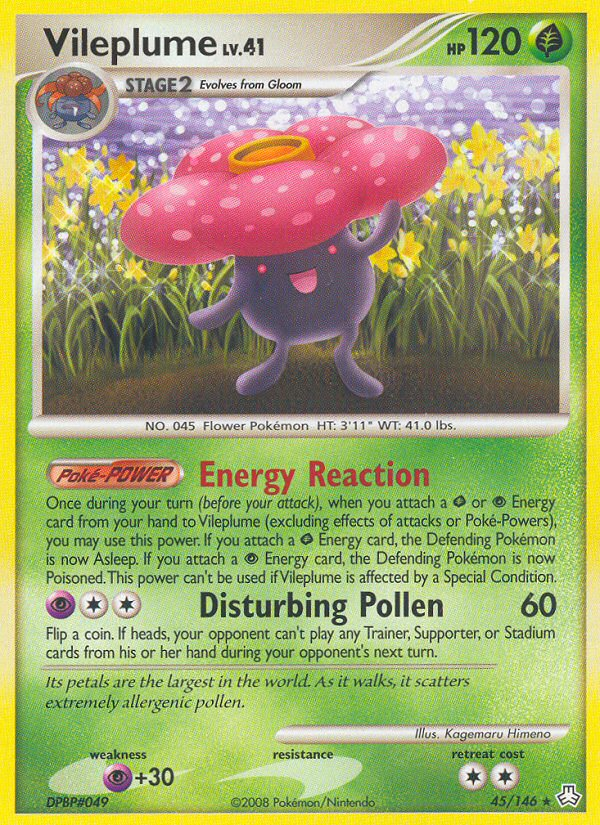 Vileplume LV.41
HP 120
STAGE2 Evolves from Gloom
NO. 045 Flower Pokémon HT: 3'11" WT: 41.0 lbs.
Poké-POWER Energy Reaction
Once during your turn (before your attack), when you attach a or Energy
card from your hand to Vileplume (excluding effects of attacks or Poké-Powers),
you may use this power. If you attach a Energy card, the Defending Pokémon
is now Asleep. If you attach a Energy card, the Defending Pokémon is now
Poisoned. This power can't be used if Vileplume is affected by a Special Condition.
Disturbing Pollen 60
Flip a coin. If heads, your opponent can't play any Trainer, Supporter, or Stadium
cards from his or her hand during your opponent's next turn.
Its petals are the largest in the world. As it walks, it scatters
extremely allergenic pollen.
Illus. Kagemaru Himeno
weakness resistance retreat cost
+30
DPBP#049 ©2008 Pokémon/Nintendo 45/146 ★